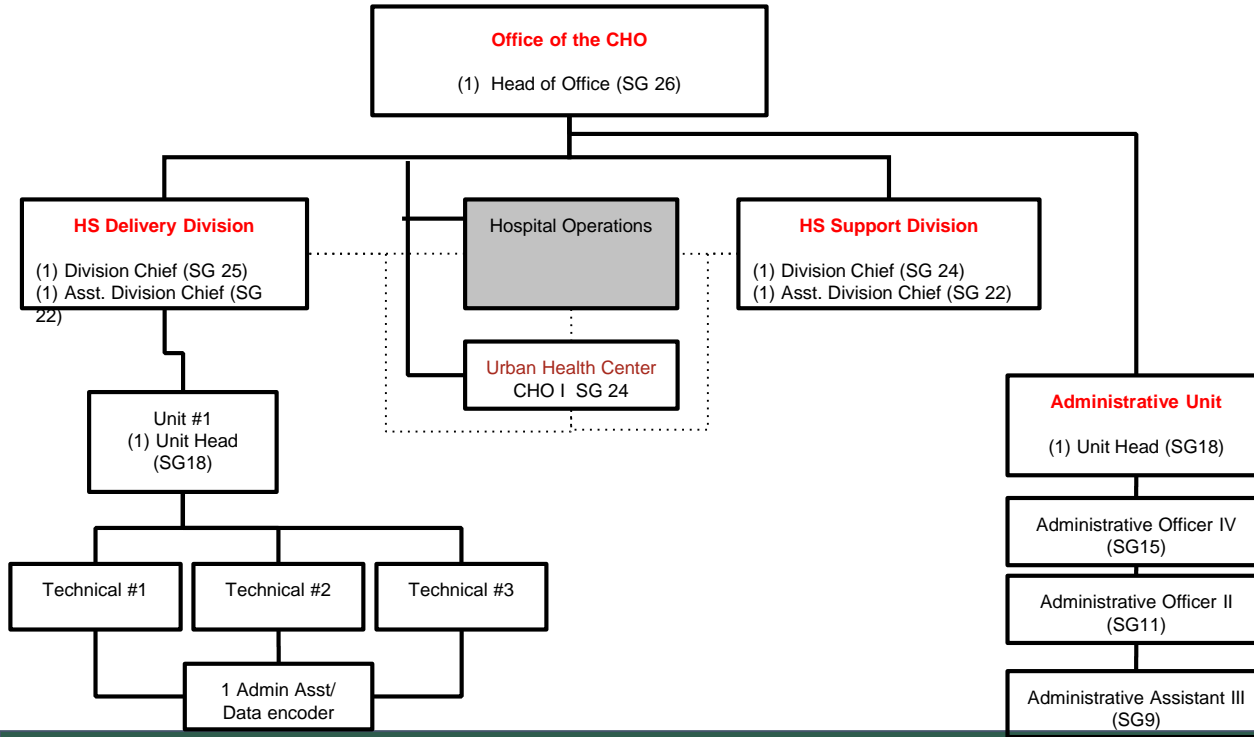 Office of the CHO
(1) Head of Office (SG 26)
HS Delivery Division
(1) Division Chief (SG 25)
(1) Asst. Division Chief (SG
22)
Hospital Operations
HS Support Division
(1) Division Chief (SG 24)
(1) Asst. Division Chief (SG 22)
Urban Health Center
CHO I SG 24
Unit #1
(1) Unit Head
(SG18)
Administrative Unit
(1) Unit Head (SG18)
Administrative Officer IV
(SG15)
Technical #1
Technical #2
Technical #3
Administrative Officer II
(SG11)
1 Admin Asst/
Data encoder
Administrative Assistant III
(SG9)